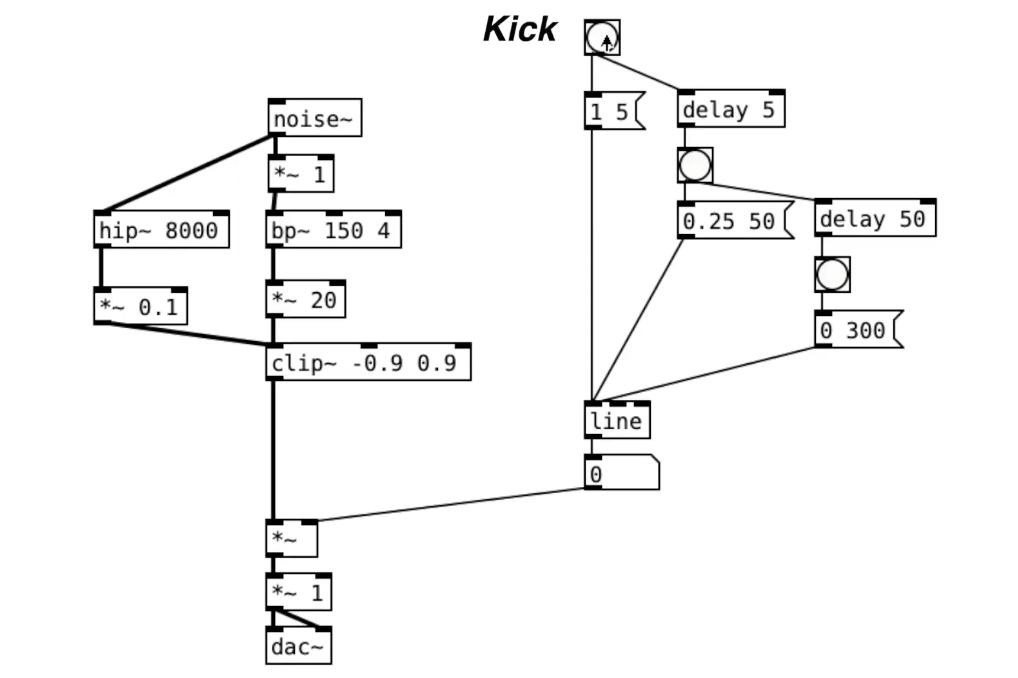 Kick
1 5
delay 5
noise~
*~ 1
hip~ 8000
bp~ 150 4
0.25 50
delay 50
*~ 0.1
*~ 20
0 300
clip~ -0.9 0.9
line
0
*~
*~ 1
dac~